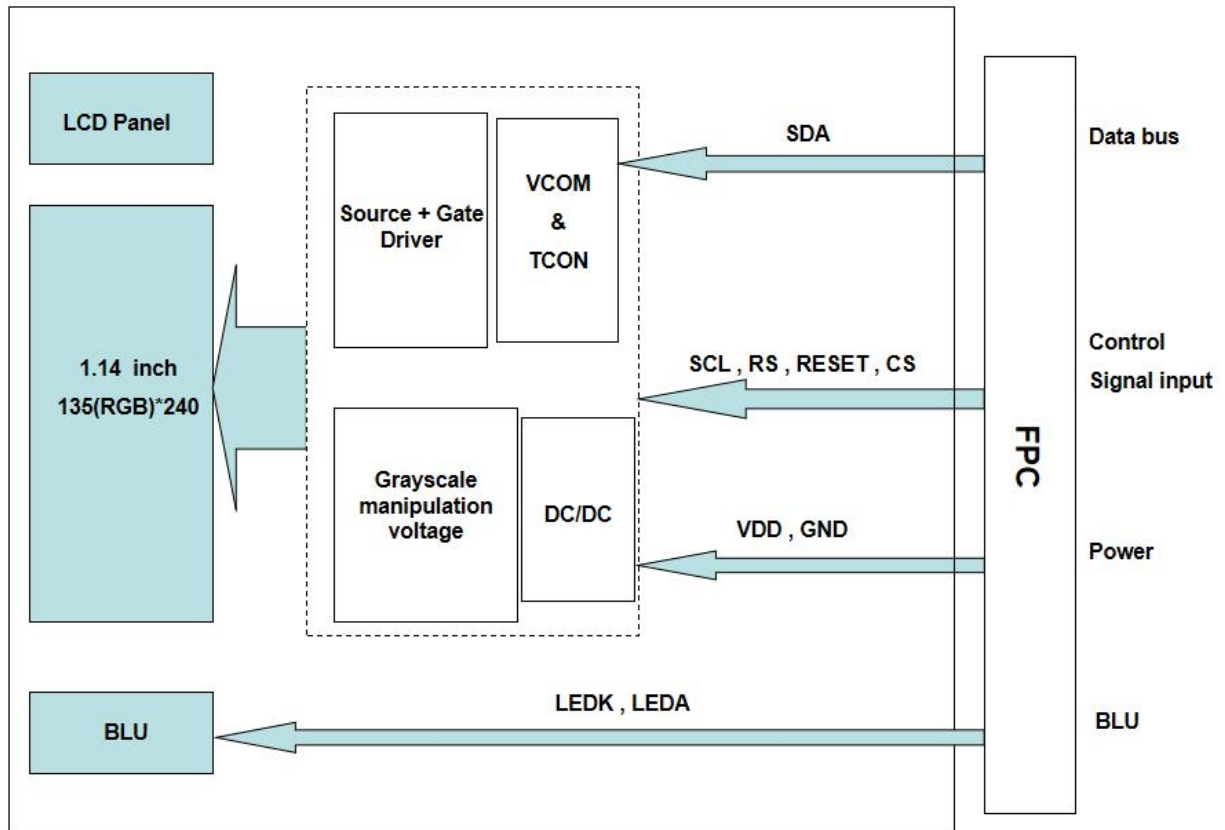 LCD Panel
1.14 inch
135(RGB)*240
BLU
Source + Gate
Driver
VCOM
&
TCON
Grayscale
manipulation
voltage
DC/DC
SDA
SCL , RS , RESET , CS
VDD , GND
LEDK , LEDA
FPC
Data bus
Control
Signal input
Power
BLU